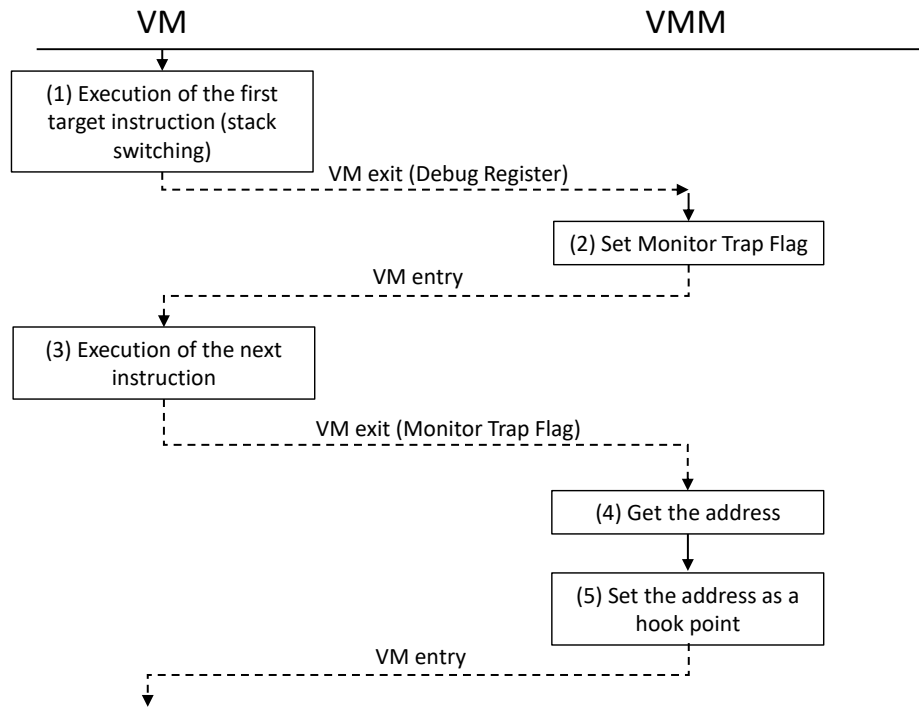 VM
VMM
(1) Execution of the first
target instruction (stack
switching)
VM exit (Debug Register)
(2) Set Monitor Trap Flag
VM entry
(3) Execution of the next
instruction
VM exit (Monitor Trap Flag)
(4) Get the address
(5) Set the address as a
hook point
VM entry